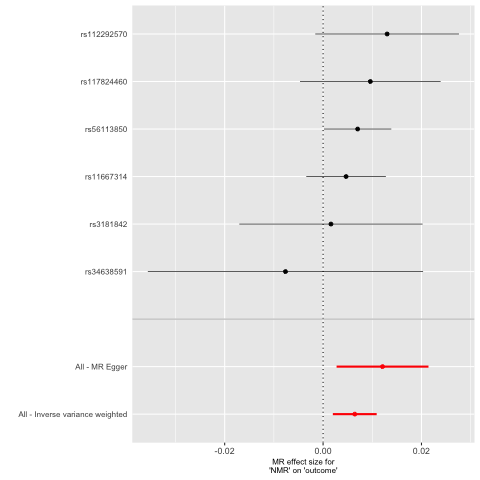 rs112292570
rs117824460
rs56113850
rs11667314
rs3181842
rs34638591
All - MR Egger
All - Inverse variance weighted
-0.02 0.00 0.02
MR effect size for
'NMR' on 'outcome'